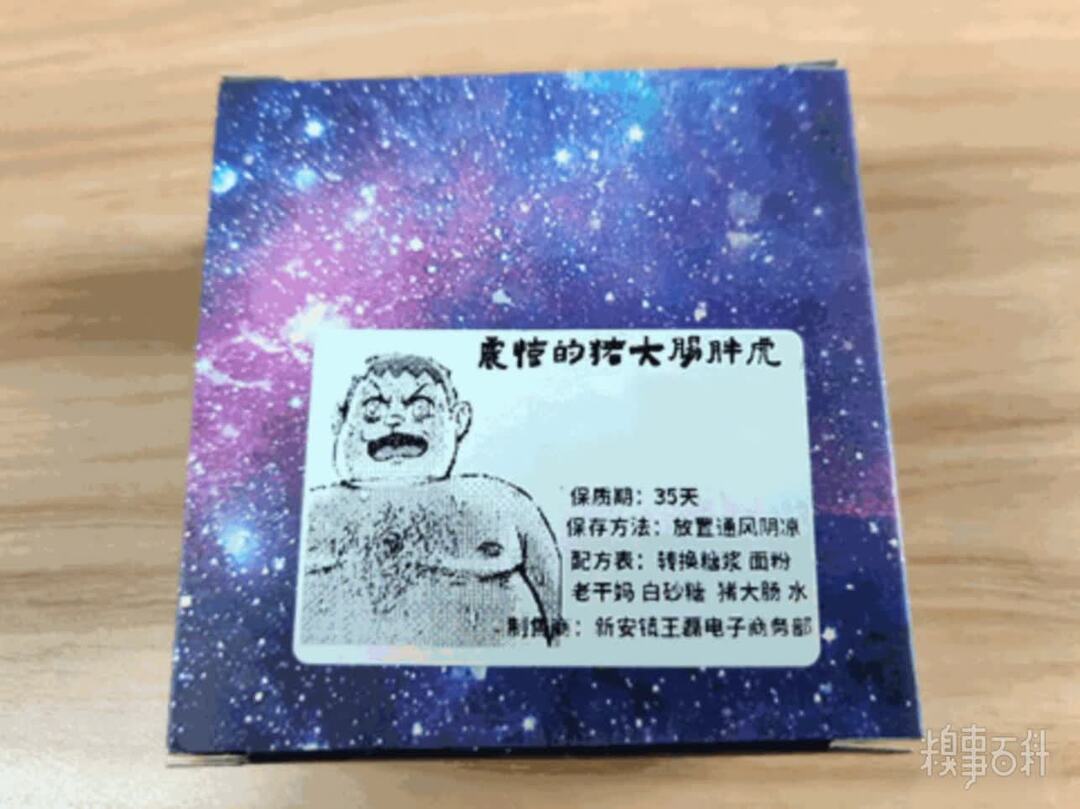 震惊的猪大肠胖虎
保质期：35天
保存方法：放置通风阴凉
配方表：转换糖浆 面粉
老干妈 白砂糖 猪大肠 水
制售商：新安镇王磊电子商务部
糗事百科